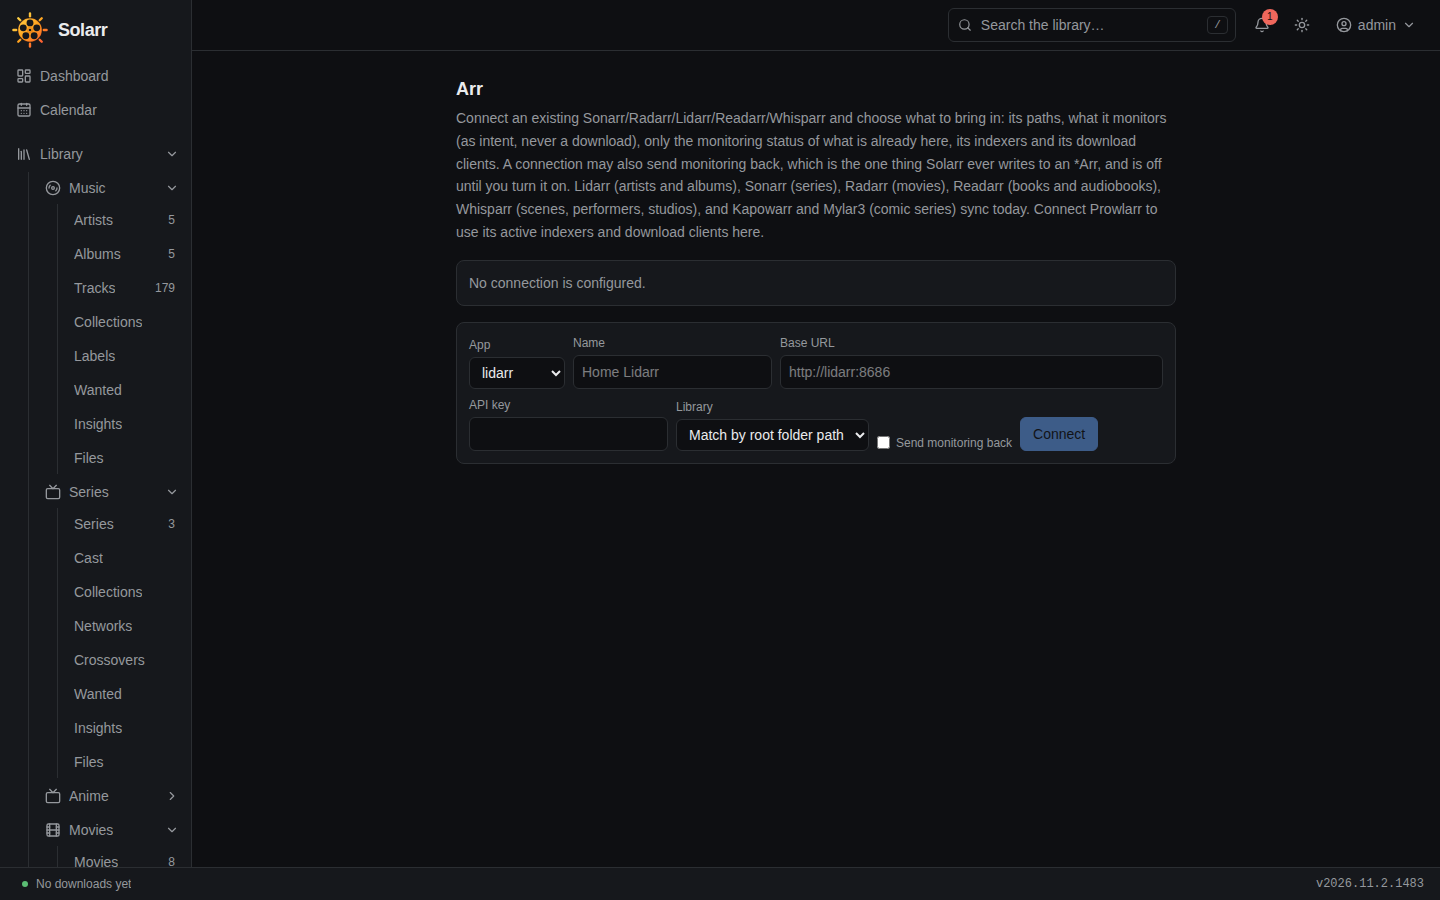 Solarr
Search the library…
/
1
admin
Dashboard
Calendar
Library
Music
Artists 5
Albums 5
Tracks 179
Collections
Labels
Wanted
Insights
Files
Series
Series 3
Cast
Collections
Networks
Crossovers
Wanted
Insights
Files
Anime
Movies
Movies 8
Arr
Connect an existing Sonarr/Radarr/Lidarr/Readarr/Whisparr and choose what to bring in: its paths, what it monitors
(as intent, never a download), only the monitoring status of what is already here, its indexers and its download
clients. A connection may also send monitoring back, which is the one thing Solarr ever writes to an *Arr, and is off
until you turn it on. Lidarr (artists and albums), Sonarr (series), Radarr (movies), Readarr (books and audiobooks),
Whisparr (scenes, performers, studios), and Kapowarr and Mylar3 (comic series) sync today. Connect Prowlarr to
use its active indexers and download clients here.
No connection is configured.
App Name Base URL
lidarr Home Lidarr http://lidarr:8686
API key Library
Match by root folder path Send monitoring back Connect
No downloads yet
v2026.11.2.1483